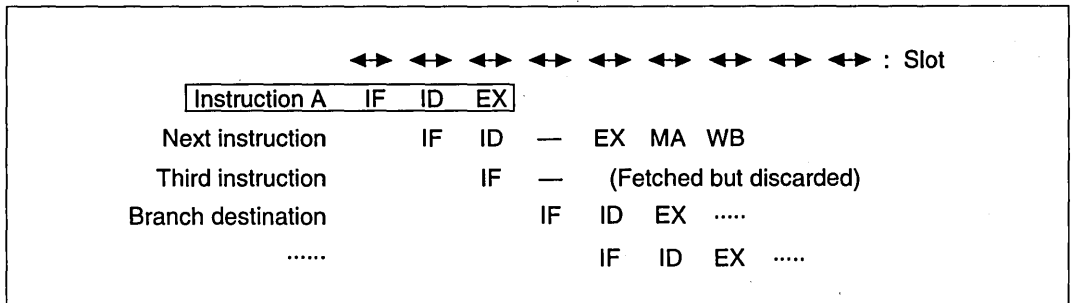 : Slot
Instruction A IF ID EX
Next instruction IF ID — EX MA WB
Third instruction IF — (Fetched but discarded)
Branch destination IF ID EX .....
...... IF ID EX .....